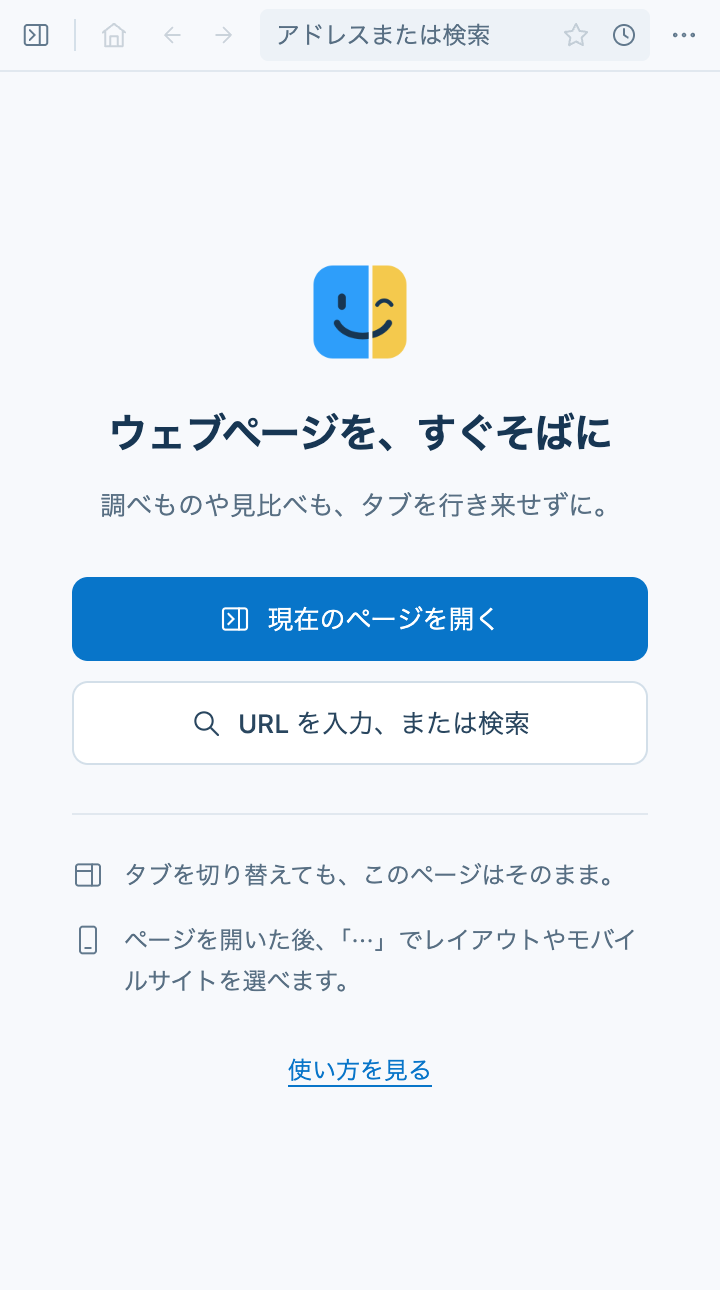 アドレスまたは検索
ウェブページを、すぐそばに
調べものや見比べも、タブを行き来せずに。
現在のページを開く
URL を入力、または検索
タブを切り替えても、このページはそのまま。
ページを開いた後、「…」でレイアウトやモバイ
ルサイトを選べます。
使い方を見る